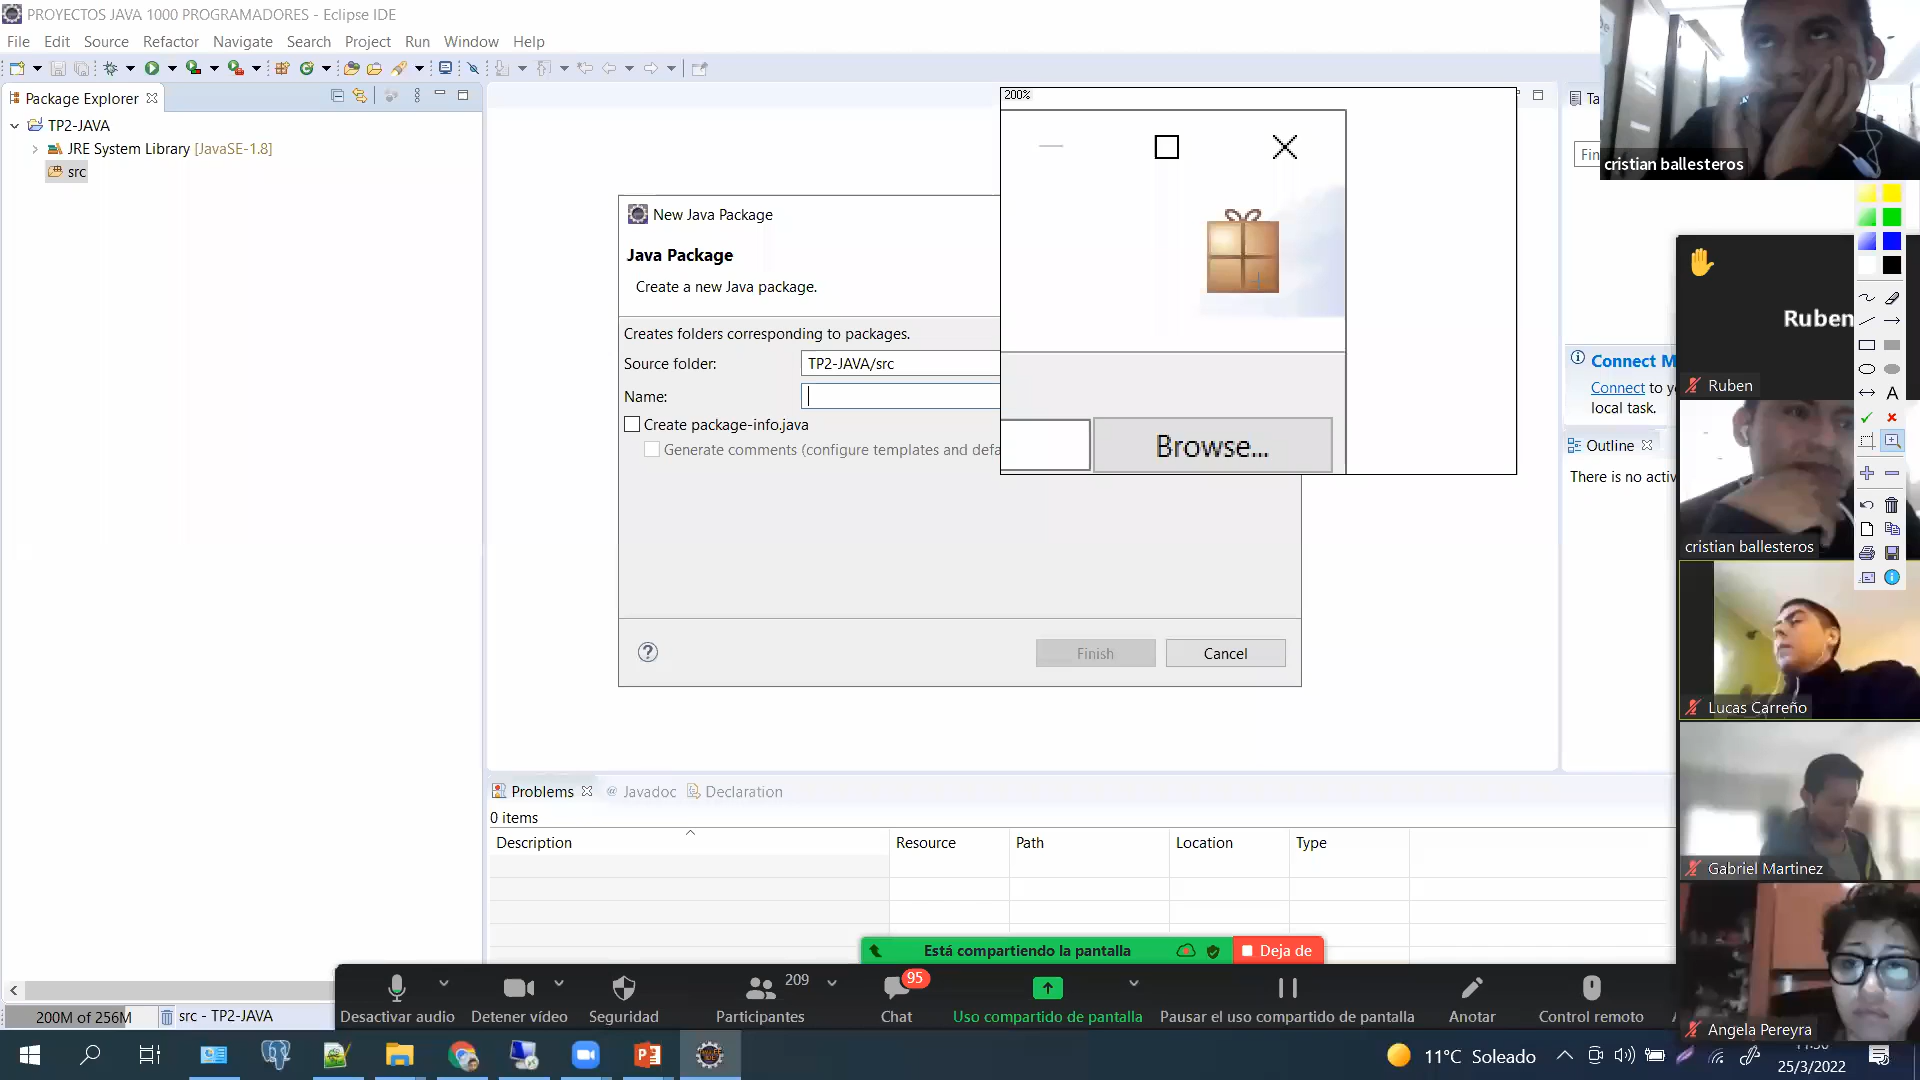 PROYECTOS JAVA 1000 PROGRAMADORES - Eclipse IDE
File Edit Source Refactor Navigate Search Project Run Window Help
Package Explorer
TP2-JAVA
JRE System Library [JavaSE-1.8]
src
New Java Package
Java Package
Create a new Java package.
Creates folders corresponding to packages.
Source folder: TP2-JAVA/src
Name:
Create package-info.java
Generate comments (configure templates and defa
Finish Cancel
200%
Browse...
Ta
Fin
Connect M
Connect to y
local task.
Outline
There is no activ
cristian ballesteros
Ruben
Ruben
cristian ballesteros
Lucas Carreño
Gabriel Martinez
Angela Pereyra
A
Problems @ Javadoc Declaration
0 items
Description Resource Path Location Type
Está compartiendo la pantalla Deja de
209 95
Desactivar audio Detener vídeo Seguridad Participantes Chat Uso compartido de pantalla Pausar el uso compartido de pantalla Anotar Control remoto
200M of 256M src - TP2-JAVA
11°C Soleado
25/3/2022